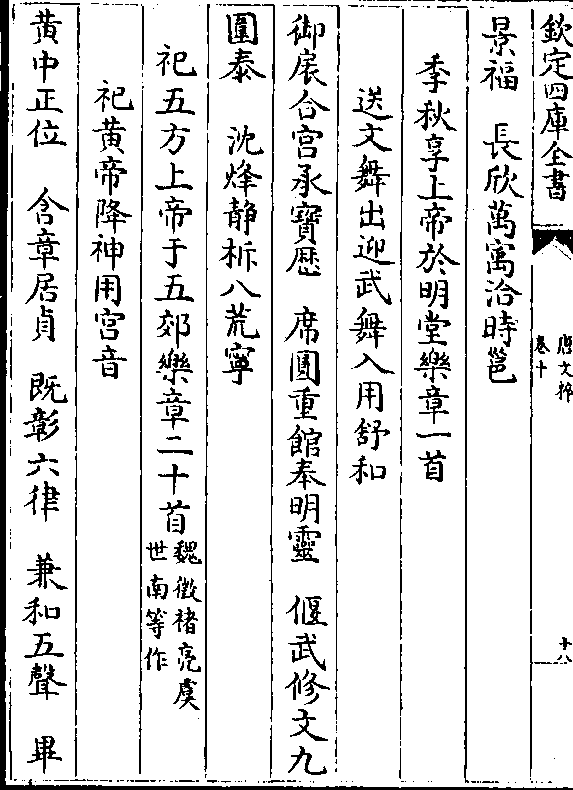 欽定四庫全書
唐文粹
卷十
十八
景福　長欣萬㝢洽時邕
季秋享上帝於明堂樂章一首
送文舞出迎武舞入用舒和
御扆合宮承寶歴　席圜重館奉明靈　偃武修文九
圍泰　沈烽静柝八荒寧
祀五方上帝于五郊樂章二十首魏徵褚亮虞
世南等作
祀黄帝降神用宫音
黄中正位　含章居貞　既彰六律　兼和五聲　畢